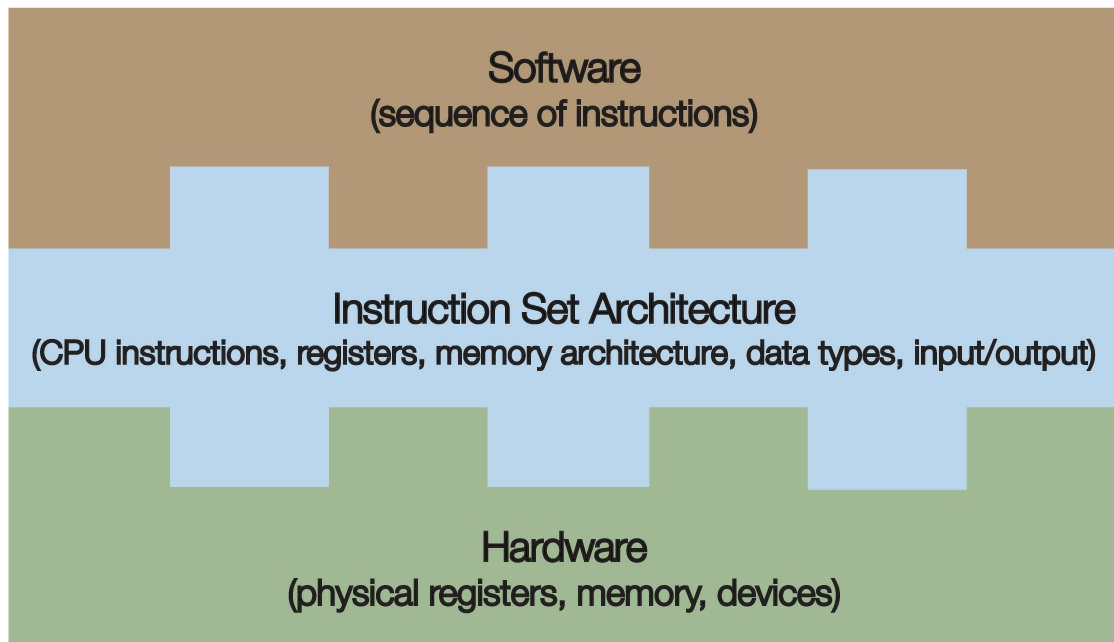 Software
(sequence of instructions)
Instruction Set Architecture
(CPU instructions, registers, memory architecture, data types, input/output)
Hardware
(physical registers, memory, devices)